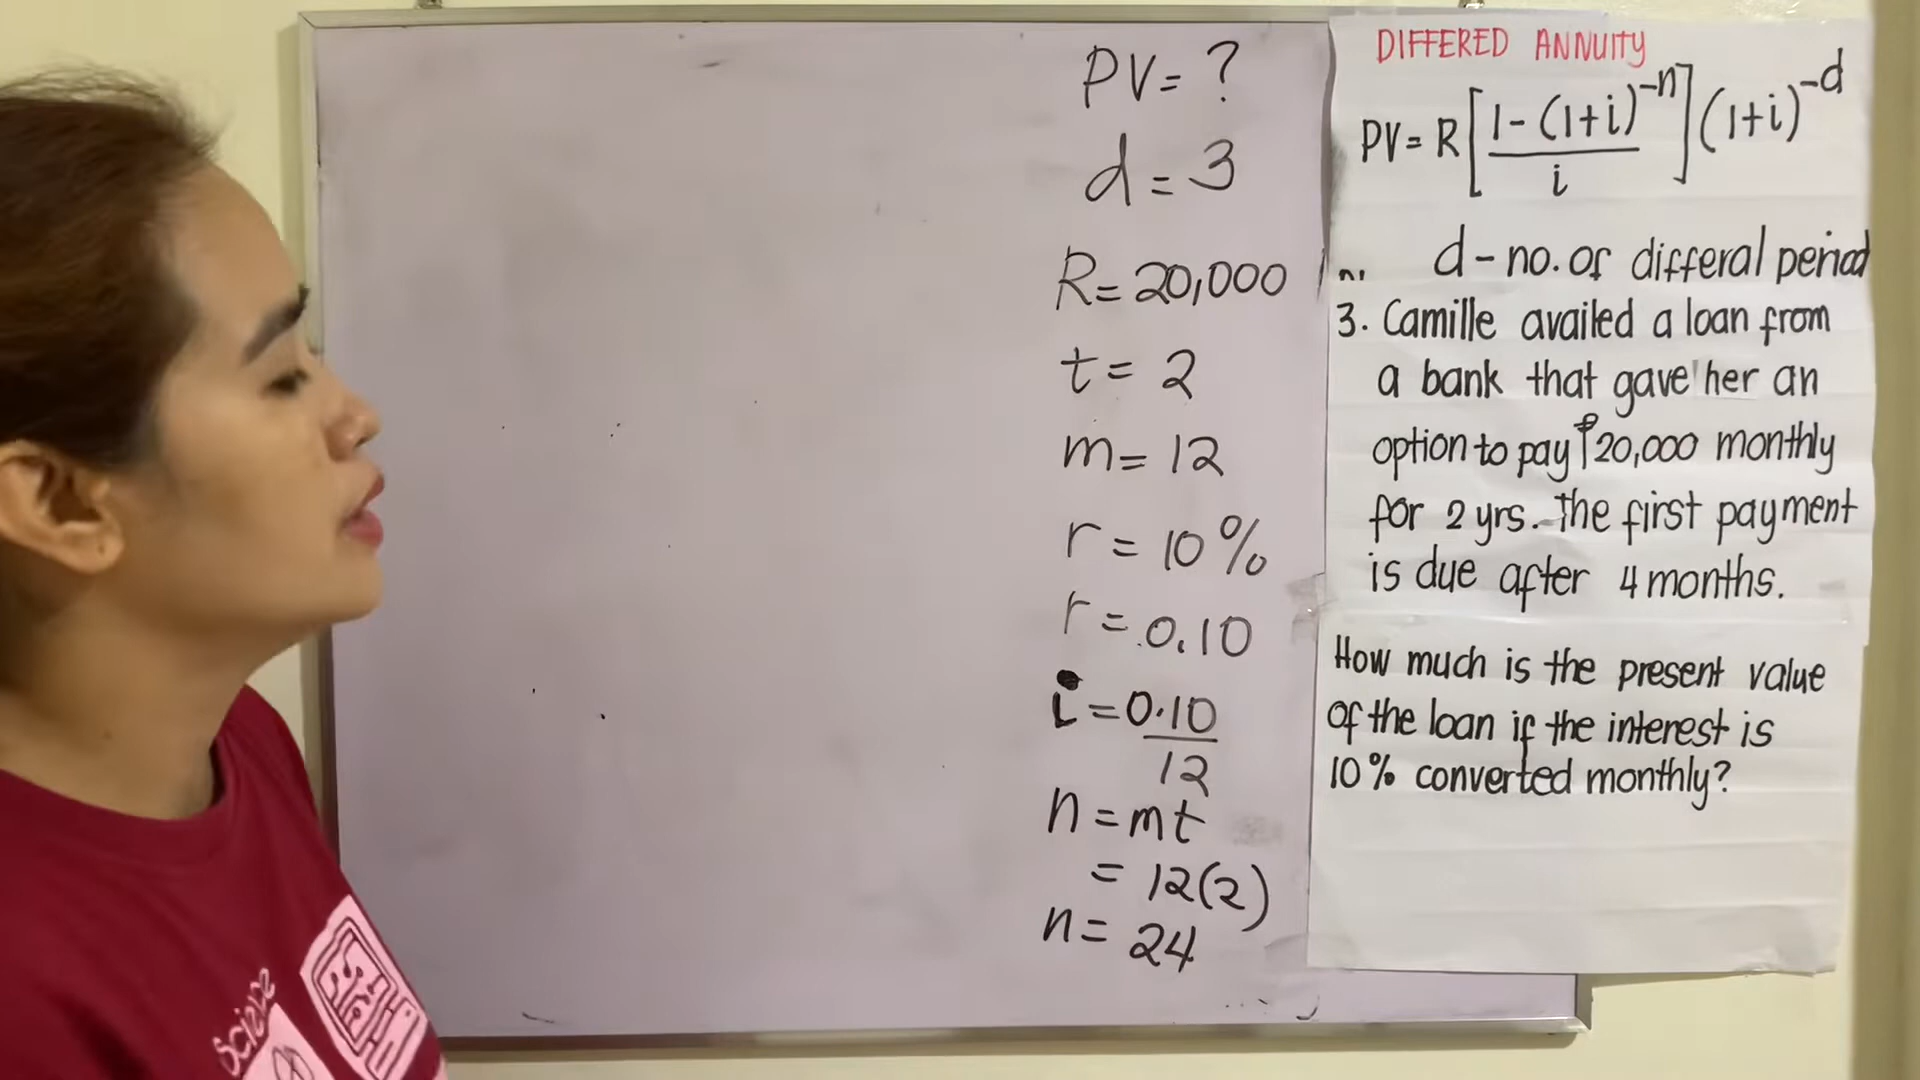 PV= ?
d = 3
R= 20,000
t = 2
m= 12
r = 10%
r = 0.10
i = 0.10
12
n = mt
= 12(2)
n = 24
DIFFERED ANNUITY
PV= R[1-(1+i)^-n](1+i)^-d
i
d - no. of differal period
3. Camille availed a loan from
a bank that gave her an
option to pay ₱20,000 monthly
for 2 yrs. The first payment
is due after 4 months.
How much is the present value
of the loan if the interest is
10% converted monthly?
Science